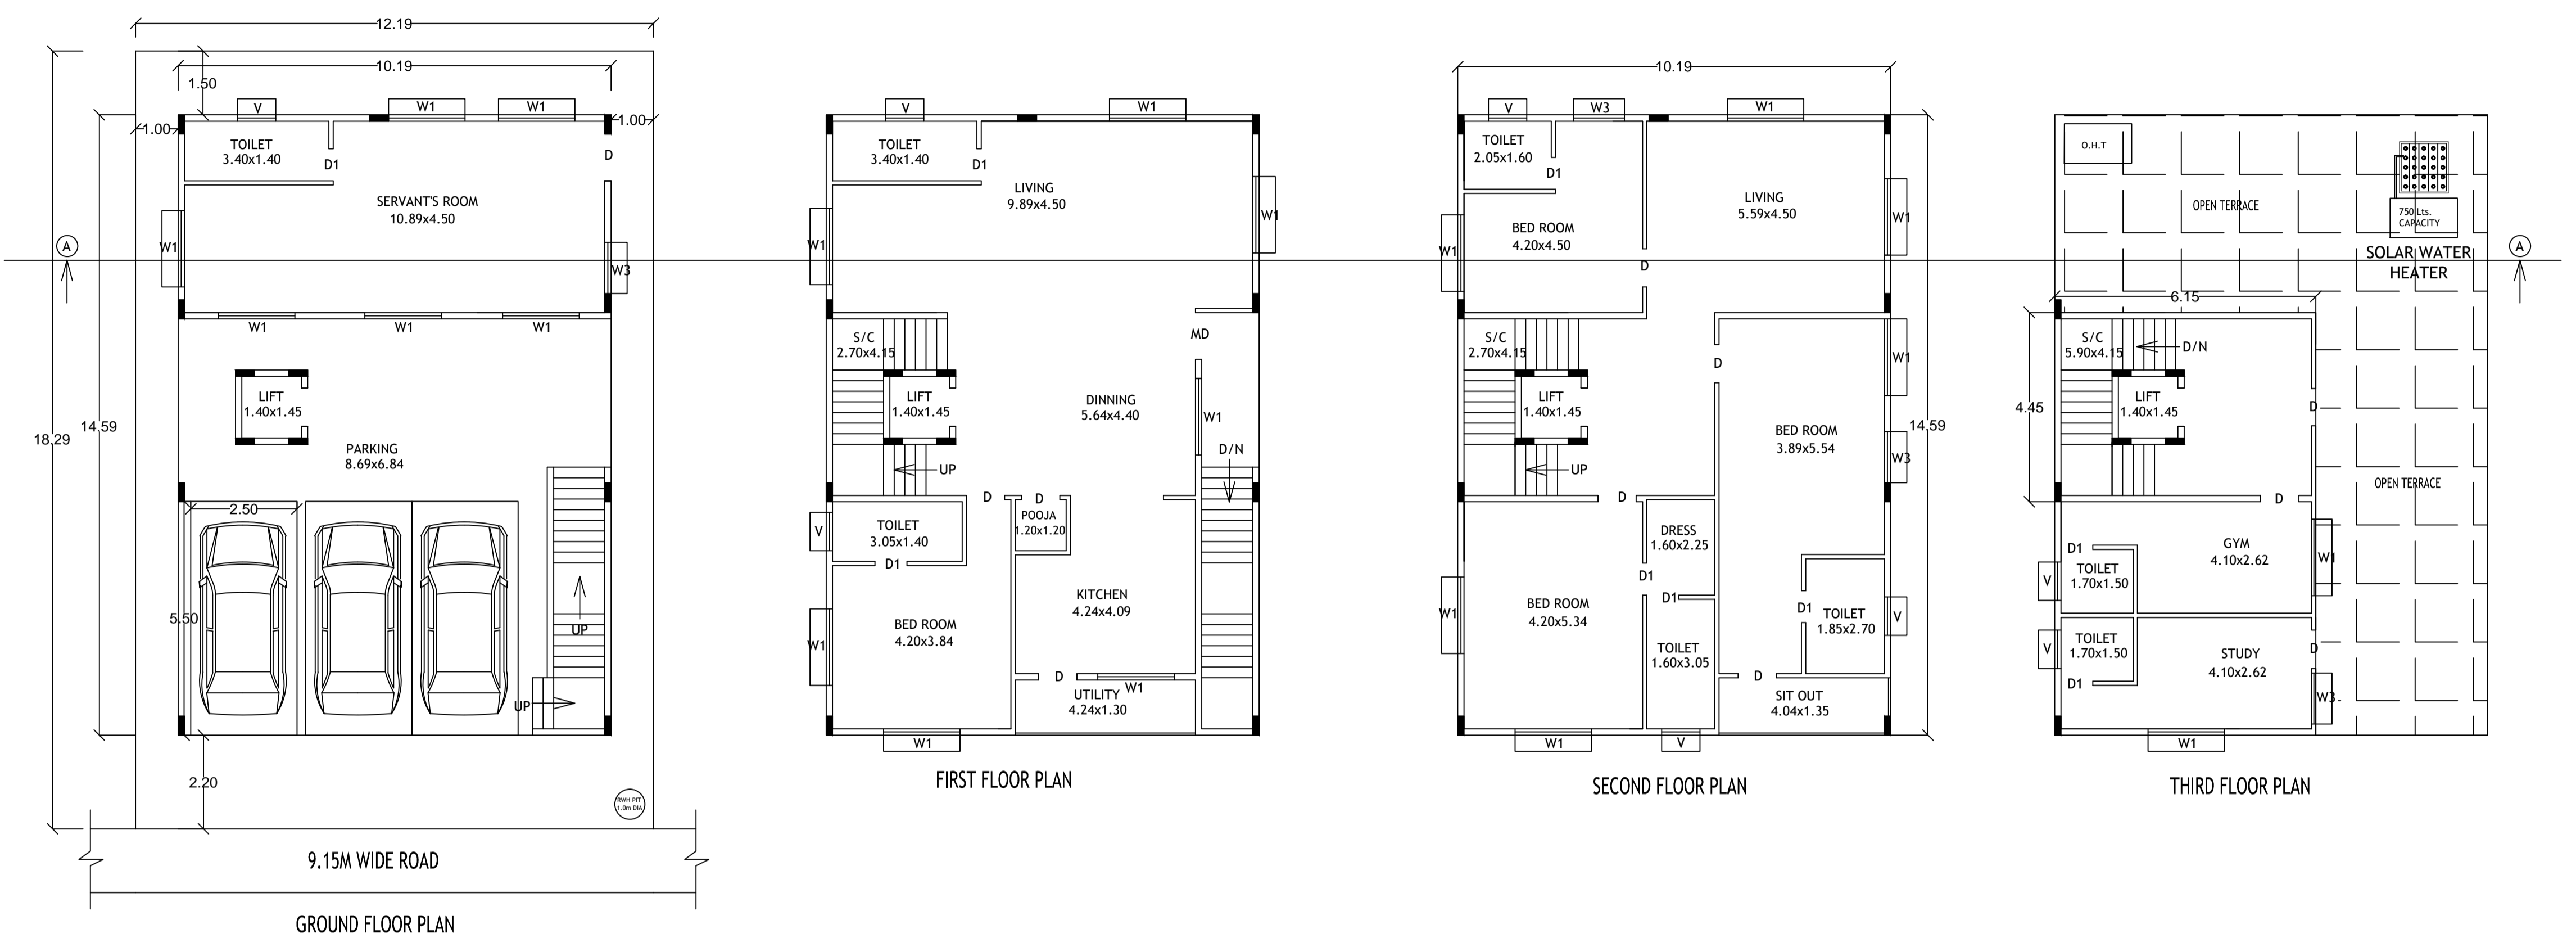 12.19
10.19
1.50
1.00
1.00
V
W1
W1
TOILET
3.40x1.40
D1
D
SERVANT'S ROOM
10.89x4.50
W1
W3
A
W1
W1
W1
LIFT
1.40x1.45
PARKING
8.69x6.84
18.29
14.59
2.50
5.50
UP
UP
2.20
RWH PIT
1.0m DIA
9.15M WIDE ROAD
GROUND FLOOR PLAN
V
W1
TOILET
3.40x1.40
D1
LIVING
9.89x4.50
W1
W1
S/C
2.70x4.15
MD
LIFT
1.40x1.45
DINNING
5.64x4.40
W1
UP
D/N
D
D
POOJA
1.20x1.20
V
TOILET
3.05x1.40
D1
KITCHEN
4.24x4.09
BED ROOM
4.20x3.84
W1
D
W1
UTILITY
4.24x1.30
W1
FIRST FLOOR PLAN
10.19
V
W3
W1
TOILET
2.05x1.60
D1
LIVING
5.59x4.50
W1
BED ROOM
4.20x4.50
W1
D
S/C
2.70x4.15
D
W1
LIFT
1.40x1.45
BED ROOM
3.89x5.54
14.59
W3
UP
D
DRESS
1.60x2.25
D1
D1
BED ROOM
4.20x5.34
W1
D1
TOILET
1.85x2.70
V
TOILET
1.60x3.05
D
SIT OUT
4.04x1.35
W1
V
SECOND FLOOR PLAN
O.H.T
OPEN TERRACE
750 Lts.
CAPACITY
SOLAR WATER
HEATER
A
6.15
S/C
5.90x4.15
D/N
LIFT
1.40x1.45
4.45
D
OPEN TERRACE
D
D1
GYM
4.10x2.62
W1
TOILET
1.70x1.50
V
TOILET
1.70x1.50
V
D1
STUDY
4.10x2.62
D
W3
W1
THIRD FLOOR PLAN